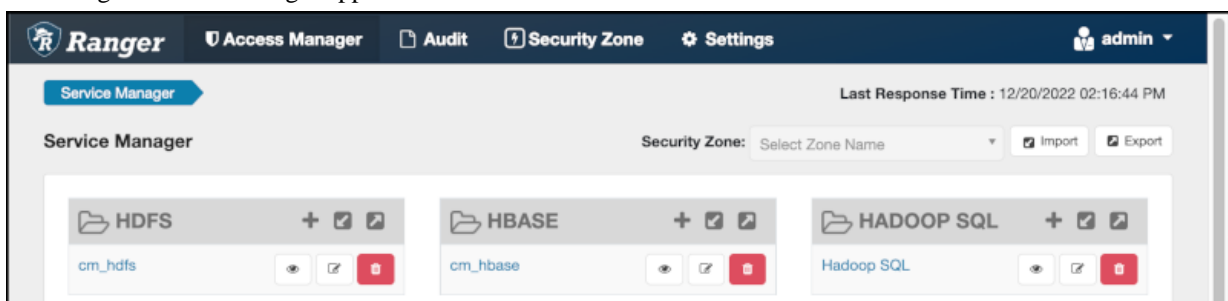 Ranger Access Manager Audit Security Zone Settings admin
Service Manager Last Response Time : 12/20/2022 02:16:44 PM
Service Manager Security Zone: Select Zone Name Import Export
HDFS HBASE HADOOP SQL
cm_hdfs cm_hbase Hadoop SQL